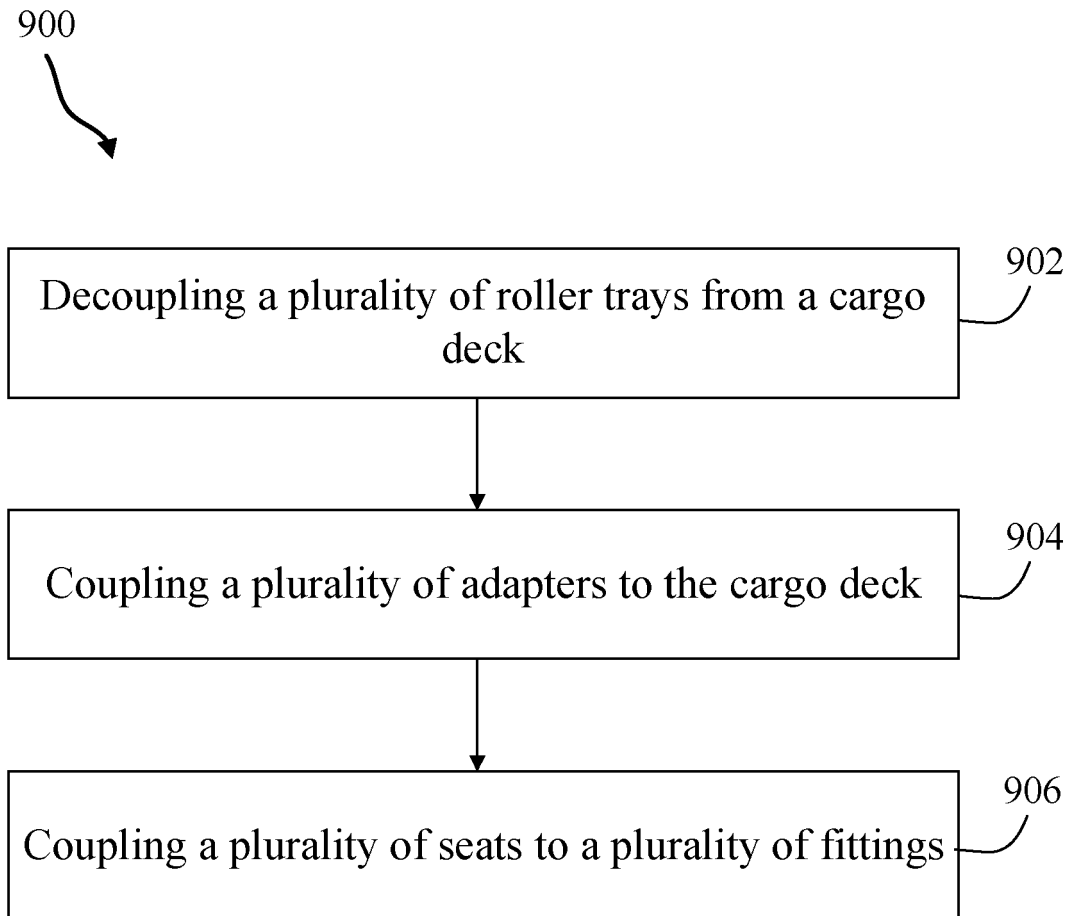 900
902
Decoupling a plurality of roller trays from a cargo
deck
904
Coupling a plurality of adapters to the cargo deck
906
Coupling a plurality of seats to a plurality of fittings